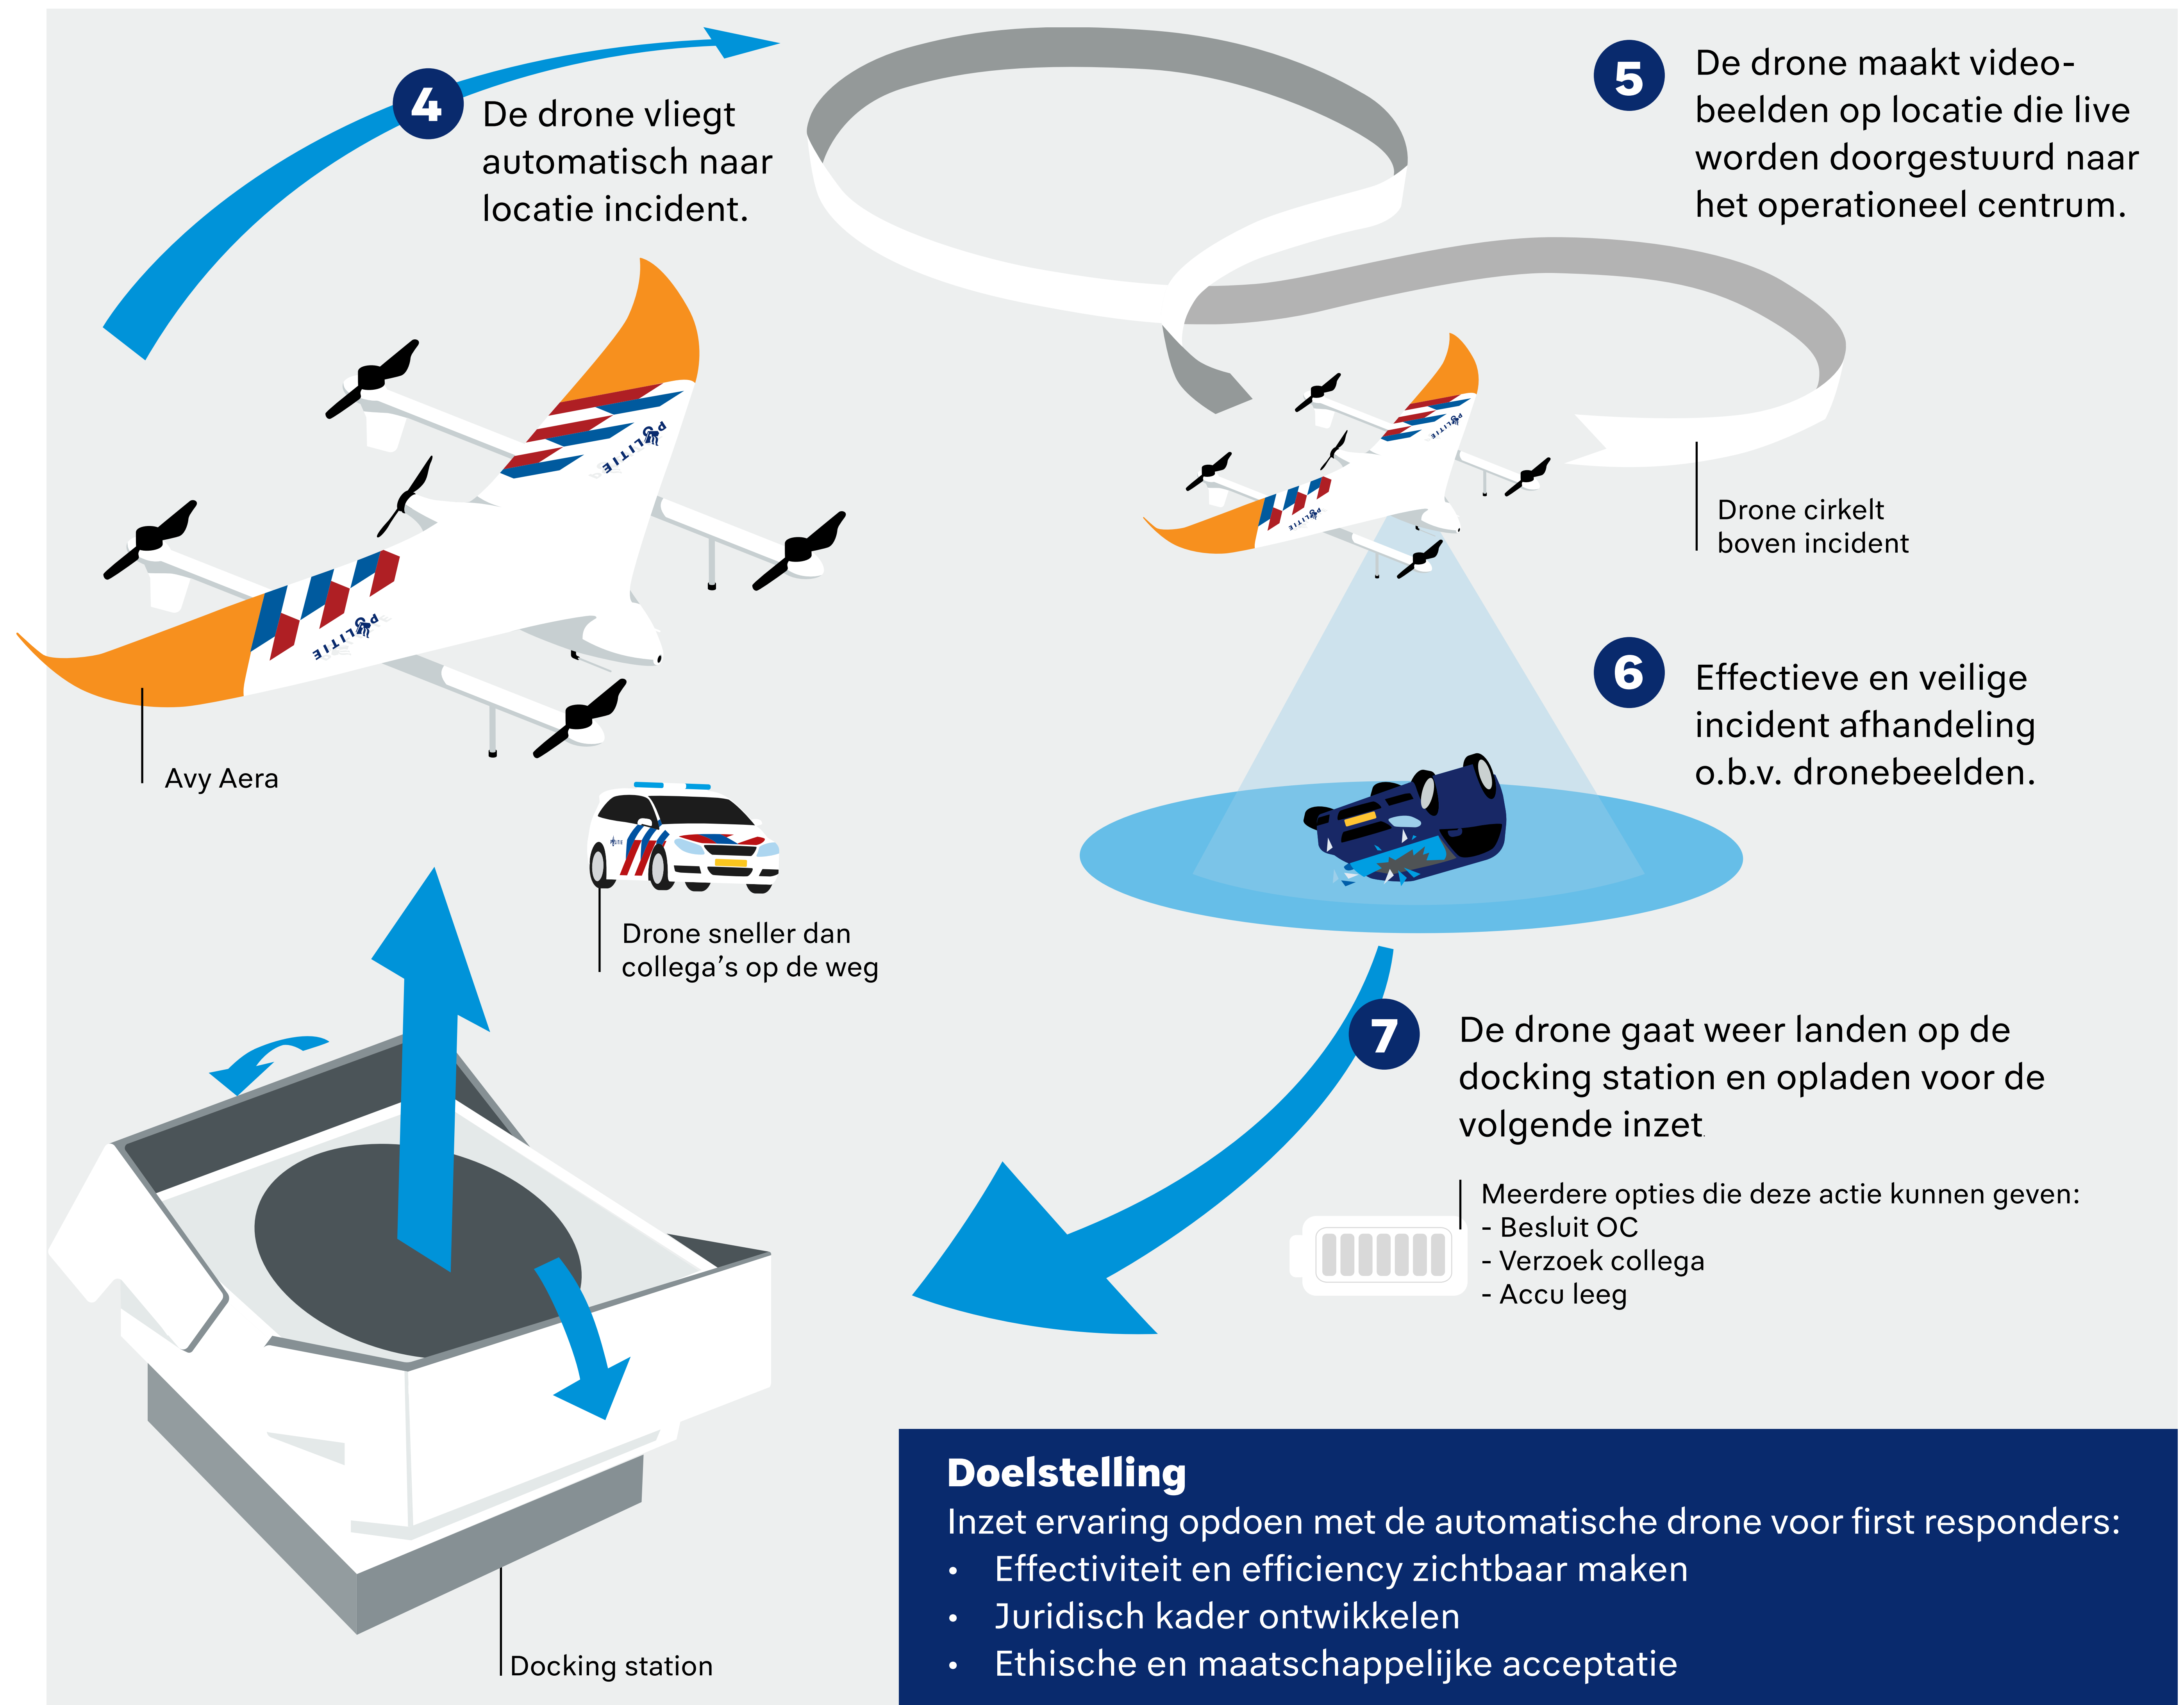 4
De drone vliegt
automatisch naar
locatie incident.
5
De drone maakt video-
beelden op locatie die live
worden doorgestuurd naar
het operationeel centrum.
POLITIE
POLITIE
Avy Aera
POLITIE
POLITIE
Drone cirkelt
boven incident
6
Effectieve en veilige
incident afhandeling
o.b.v. dronebeelden.
Drone sneller dan
collega's op de weg
7
De drone gaat weer landen op de
docking station en opladen voor de
volgende inzet.
Meerdere opties die deze actie kunnen geven:
- Besluit OC
- Verzoek collega
- Accu leeg
Docking station
Doelstelling
Inzet ervaring opdoen met de automatische drone voor first responders:
• Effectiviteit en efficiency zichtbaar maken
• Juridisch kader ontwikkelen
• Ethische en maatschappelijke acceptatie